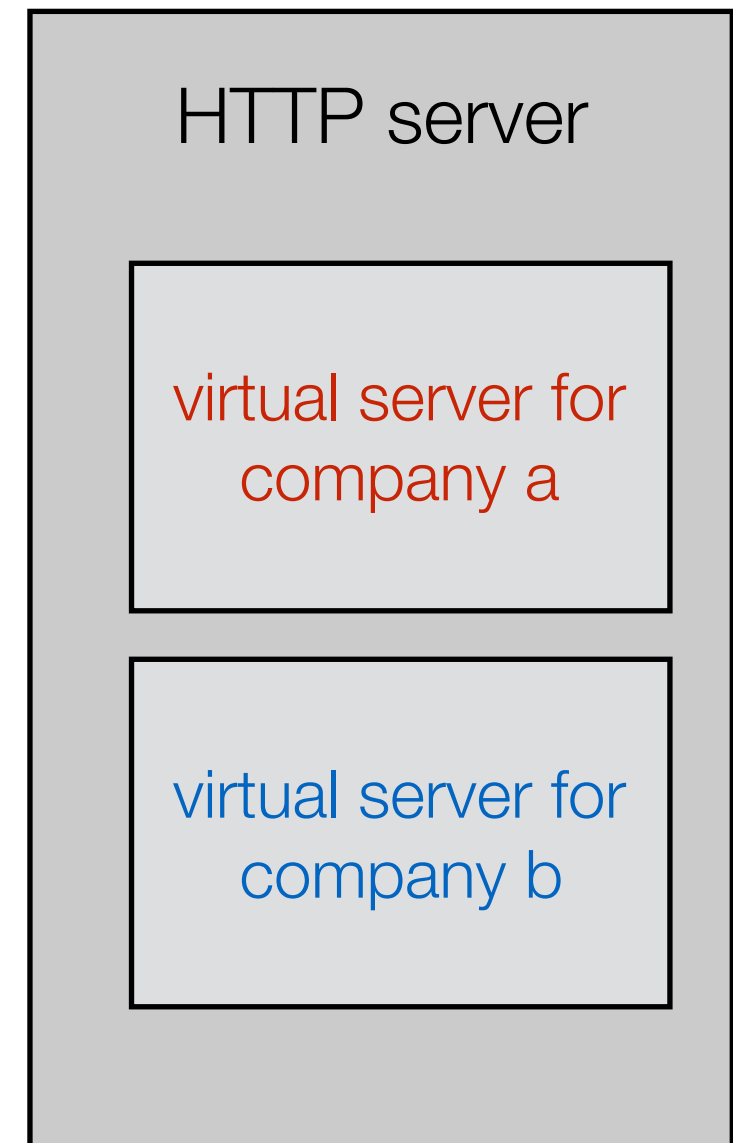 HTTP server
virtual server for
company a
virtual server for
company b